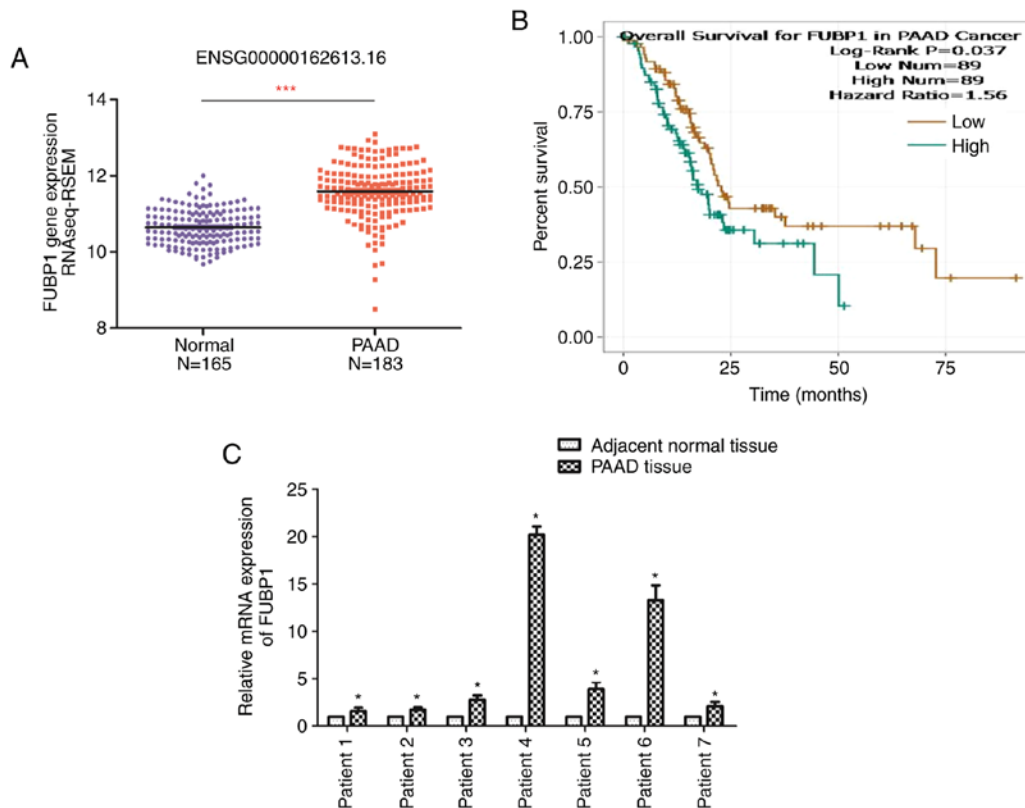 A
ENSG00000162613.16
***
FUBP1 gene expression
RNAseq-RSEM
14
12
10
8
Normal
N=165
PAAD
N=183
B
Overall Survival for FUBP1 in PAAD Cancer
Log-Rank P=0.037
Low Num=89
High Num=89
Hazard Ratio=1.56
Low
High
Percent survival
1.00
0.75
0.50
0.25
0.00
0
25
50
75
Time (months)
C
Adjacent normal tissue
PAAD tissue
Relative mRNA expression
of FUBP1
25
20
15
10
5
0
*
*
*
*
*
*
*
Patient 1
Patient 2
Patient 3
Patient 4
Patient 5
Patient 6
Patient 7